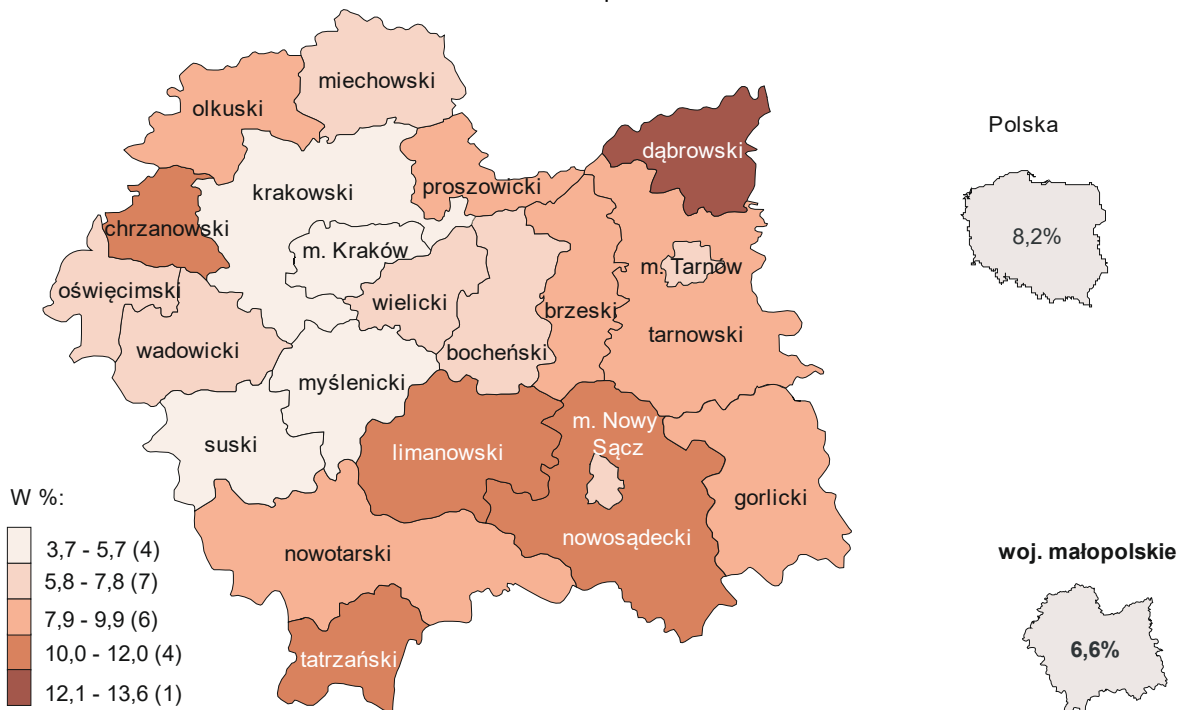 miechowski
olkuski
Polska
dąbrowski
krakowski
proszowicki
chrzanowski
8,2%
m. Kraków
m. Tarnów
oświęcimski
wielicki
brzeski
tarnowski
wadowicki
bocheński
myślenicki
m. Nowy
Sącz
suski
limanowski
W %:
gorlicki
nowosądecki
3,7 - 5,7 (4)
nowotarski
woj. małopolskie
5,8 - 7,8 (7)
7,9 - 9,9 (6)
10,0 - 12,0 (4)
tatrzański
6,6%
12,1 - 13,6 (1)